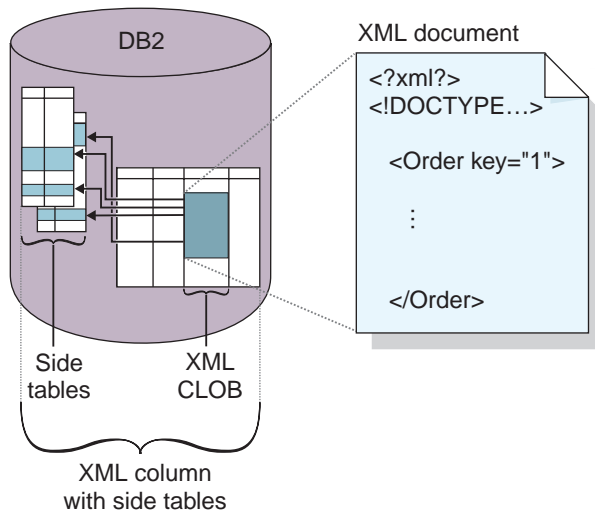 DB2
XML document
<?xml?>
<!DOCTYPE...>
<Order key="1">
⋮
</Order>
Side
tables
XML
CLOB
XML column
with side tables